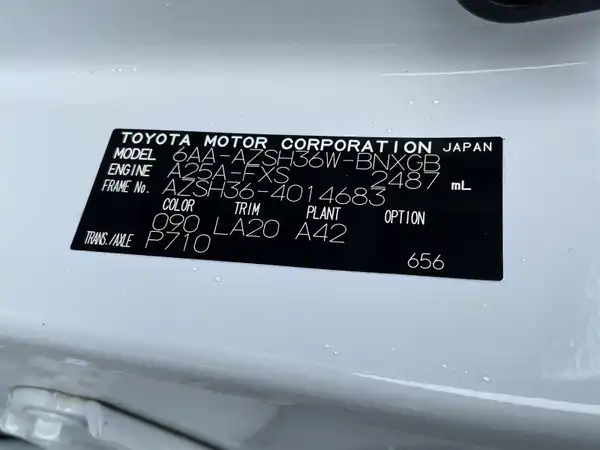 TOYOTA MOTOR CORPORATION JAPAN
MODEL 6AA-AZSH36W-BNXGB
ENGINE A25A-FXS 2487 mL
FRAME No. AZSH36-4014683
COLOR TRIM PLANT OPTION
090 LA20 A42
TRANS./AXLE P710
656